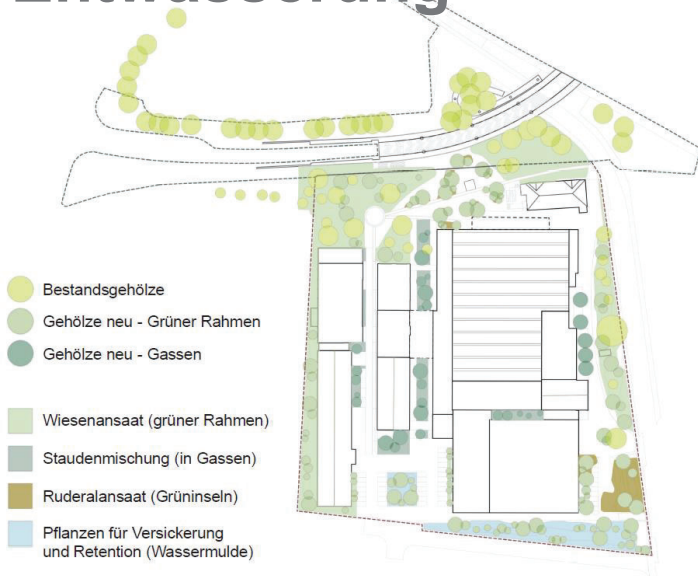 Entwässerung
Bestandsgehölze
Gehölze neu - Grüner Rahmen
Gehölze neu - Gassen
Wiesenansaat (grüner Rahmen)
Staudenmischung (in Gassen)
Ruderalansaat (Grüninseln)
Pflanzen für Versickerung
und Retention (Wassermulde)